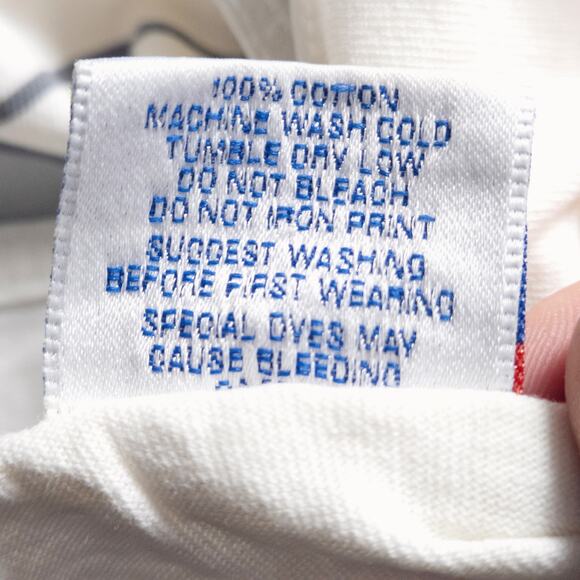 100% COTTON
MACHINE WASH COLD
TUMBLE DRY LOW
DO NOT BLEACH
DO NOT IRON PRINT
SUGGEST WASHING
BEFORE FIRST WEARING
SPECIAL DYES MAY
CAUSE BLEEDING